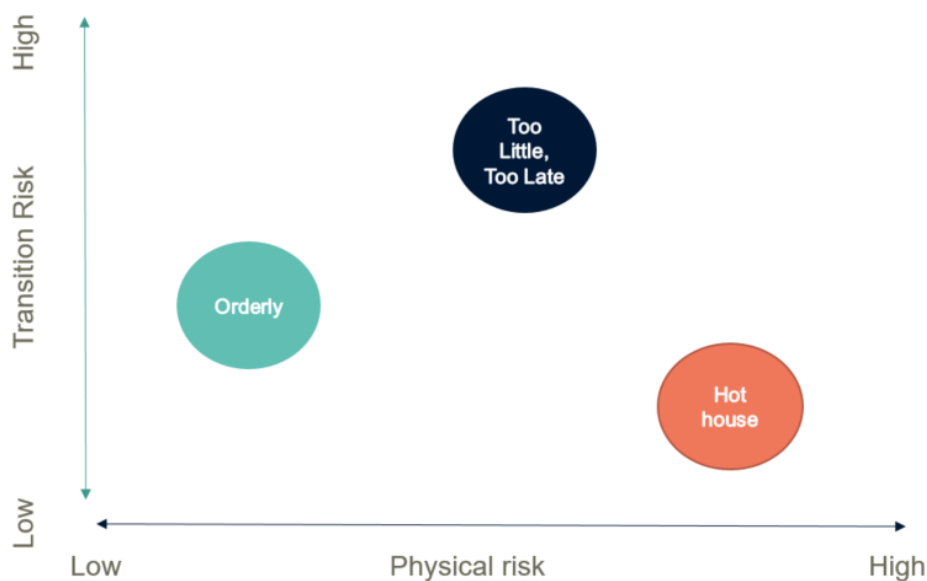 High
Transition Risk
Low
Too
Little,
Too Late
Orderly
Hot
house
Low
Physical risk
High